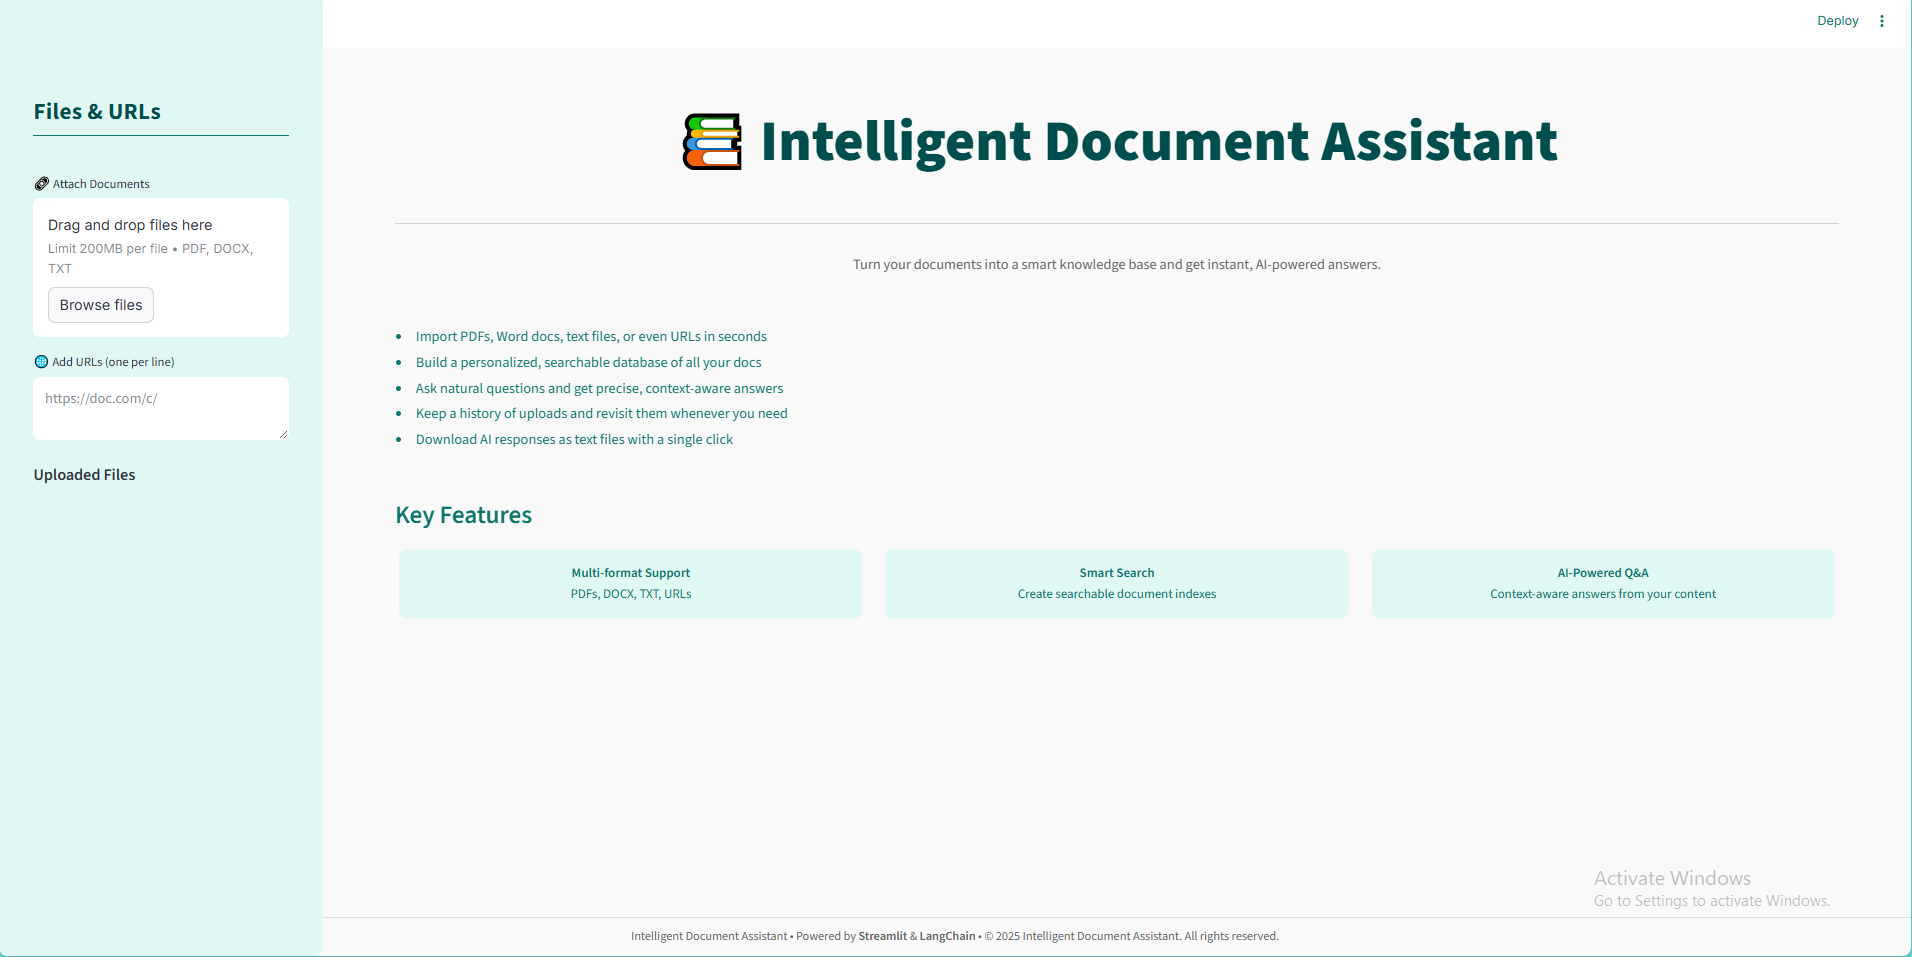 Deploy
Files & URLs
Attach Documents
Drag and drop files here
Limit 200MB per file • PDF, DOCX,
TXT
Browse files
Add URLs (one per line)
https://doc.com/c/
Uploaded Files
Intelligent Document Assistant
Turn your documents into a smart knowledge base and get instant, AI-powered answers.
• Import PDFs, Word docs, text files, or even URLs in seconds
• Build a personalized, searchable database of all your docs
• Ask natural questions and get precise, context-aware answers
• Keep a history of uploads and revisit them whenever you need
• Download AI responses as text files with a single click
Key Features
Multi-format Support
PDFs, DOCX, TXT, URLs
Smart Search
Create searchable document indexes
AI-Powered Q&A
Context-aware answers from your content
Activate Windows
Go to Settings to activate Windows.
Intelligent Document Assistant • Powered by Streamlit & LangChain • © 2025 Intelligent Document Assistant. All rights reserved.